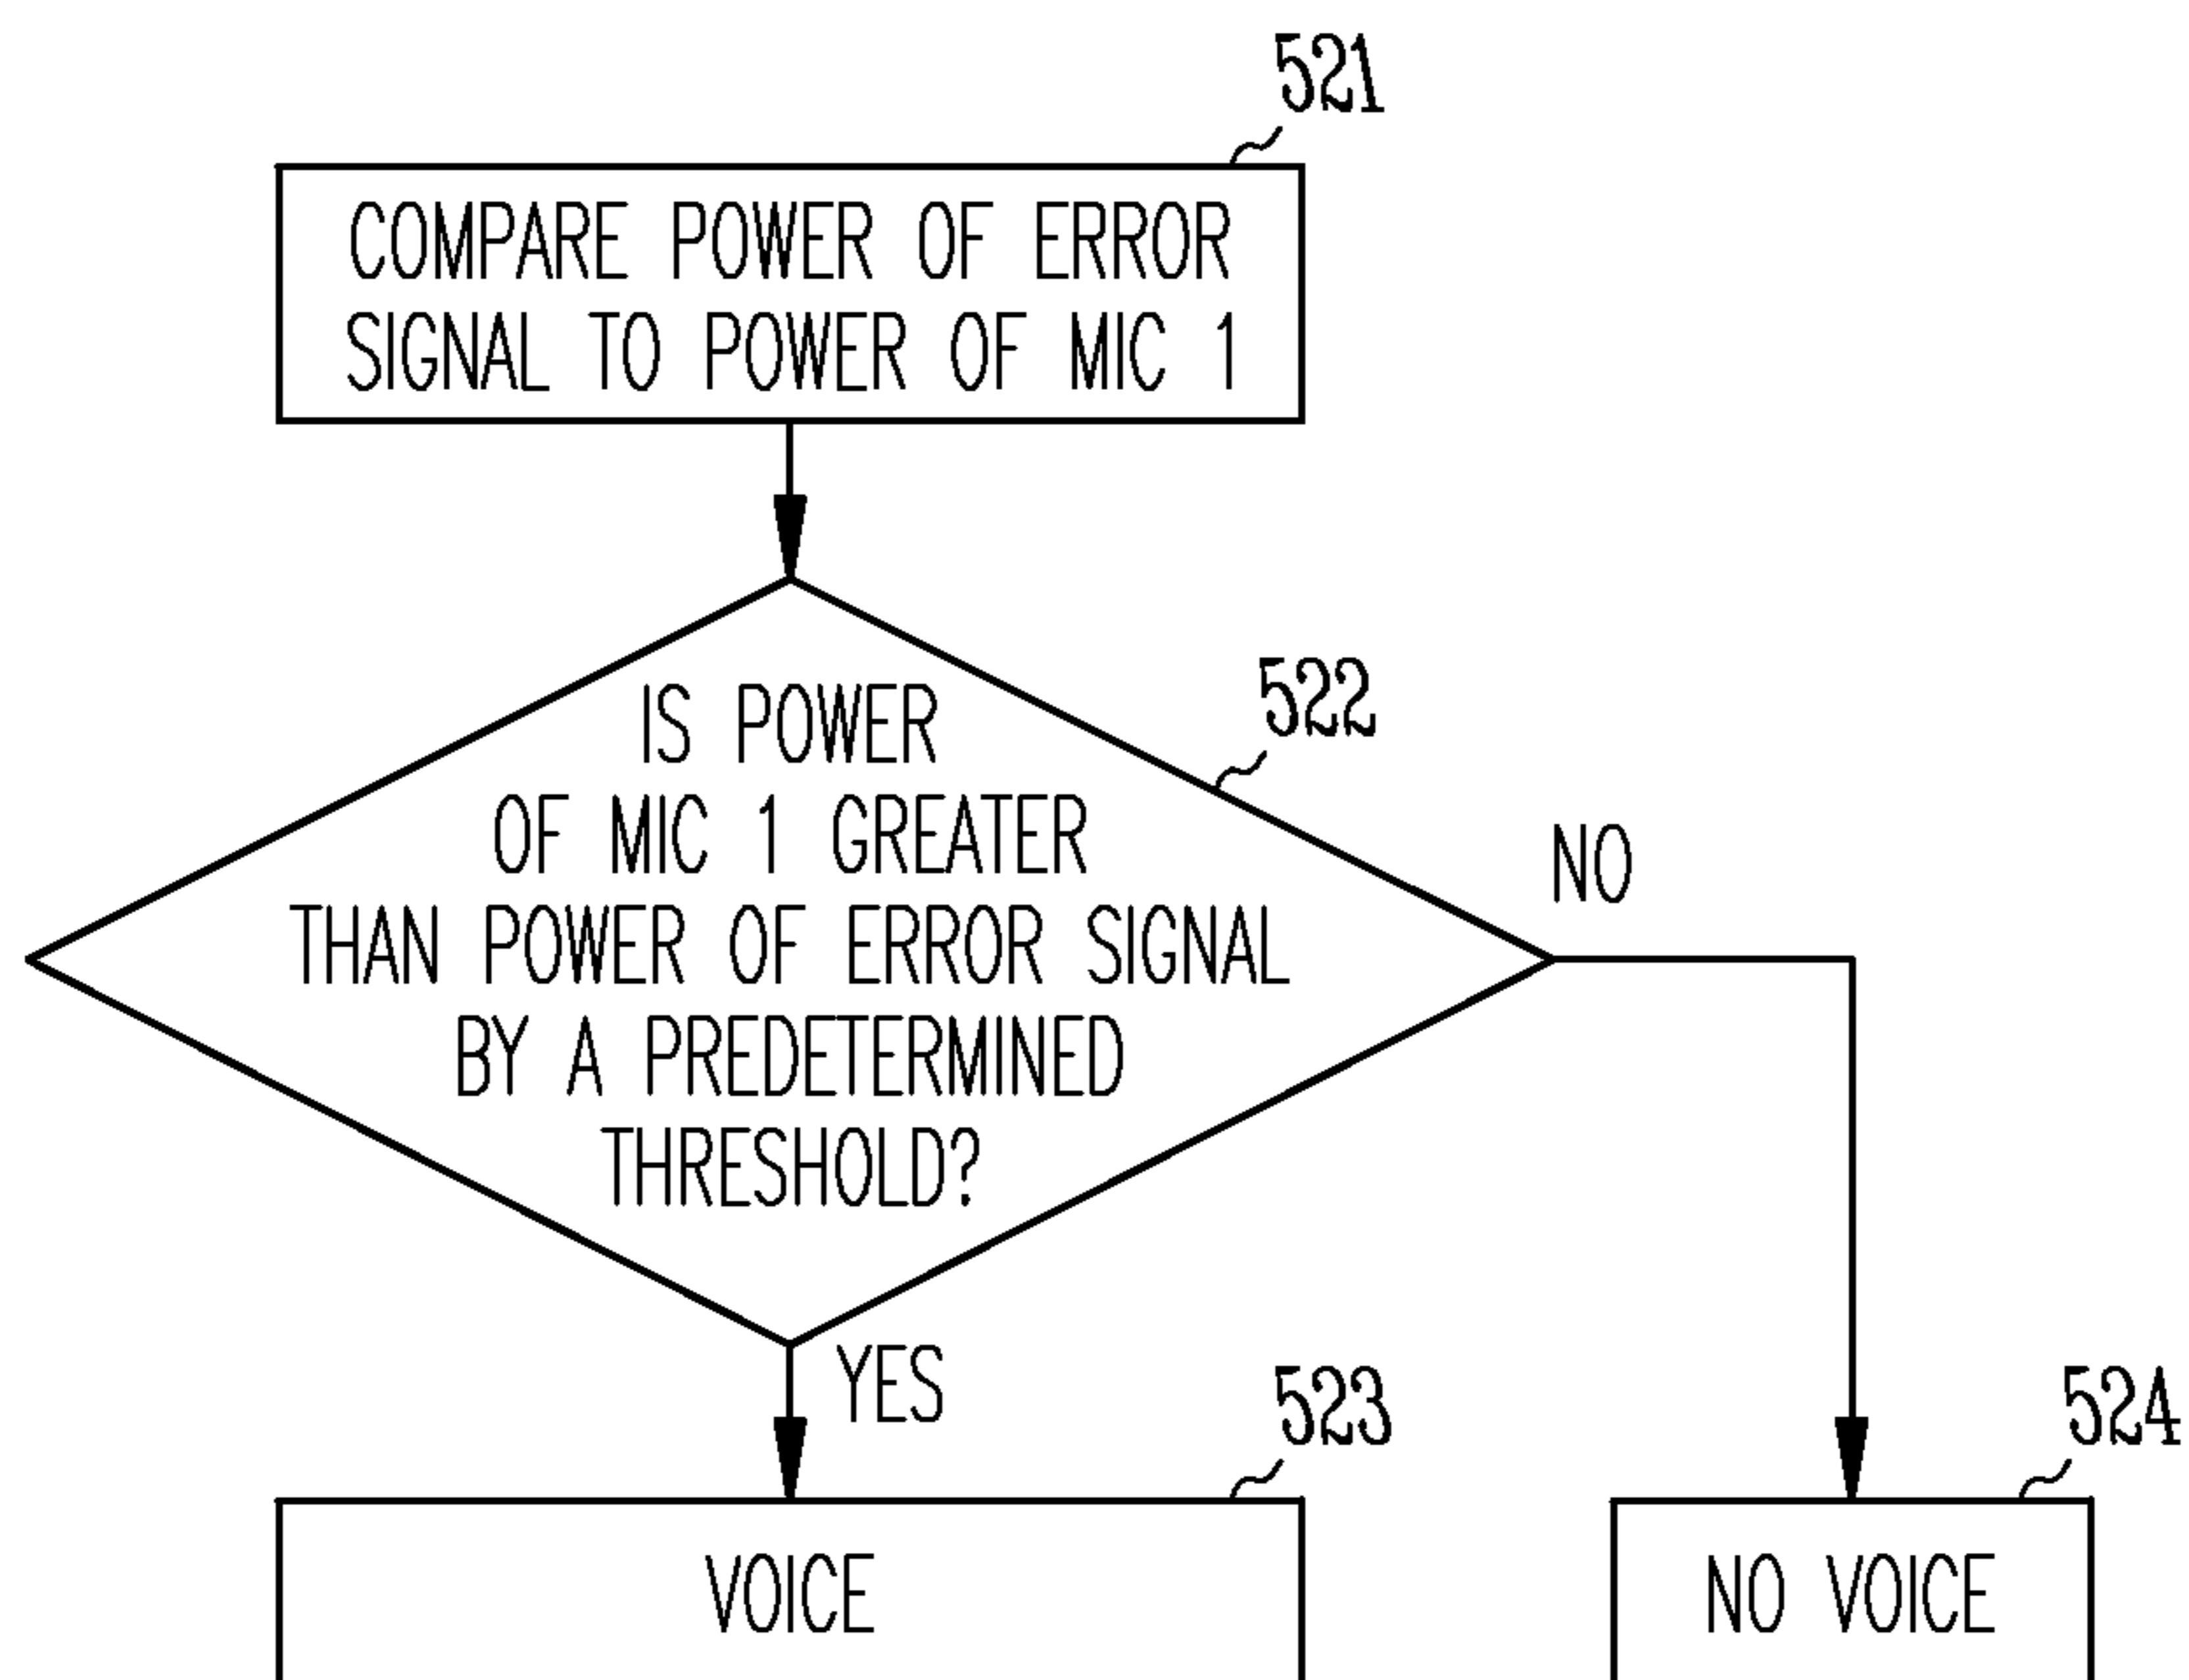 521
COMPARE POWER OF ERROR
SIGNAL TO POWER OF MIC 1
522
IS POWER
OF MIC 1 GREATER
THAN POWER OF ERROR SIGNAL
BY A PREDETERMINED
THRESHOLD?
NO
YES
523
524
VOICE
NO VOICE